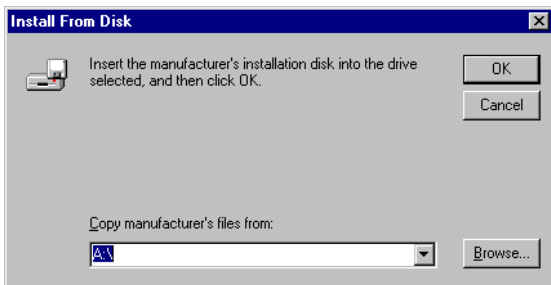 Install From Disk
Insert the manufacturer's installation disk into the drive
selected, and then click OK.
OK
Cancel
Copy manufacturer's files from:
A:\
Browse...